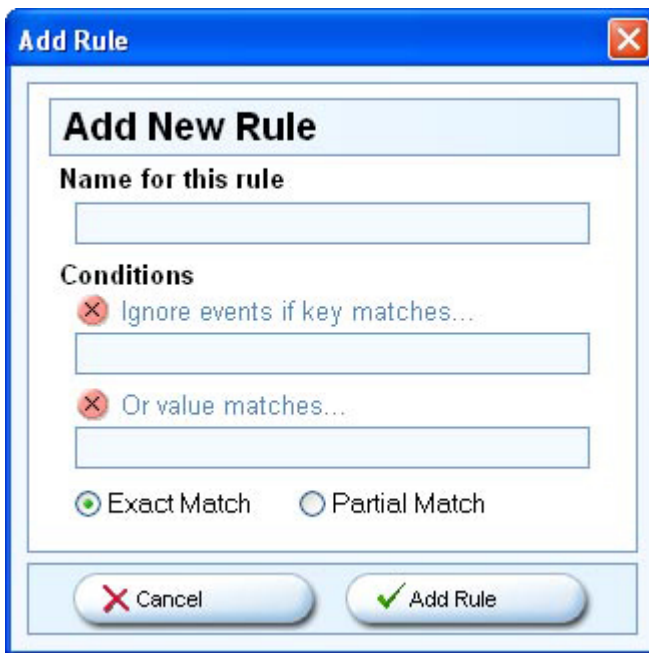 Add Rule
Add New Rule
Name for this rule
Conditions
Ignore events if key matches...
Or value matches...
Exact Match Partial Match
Cancel Add Rule